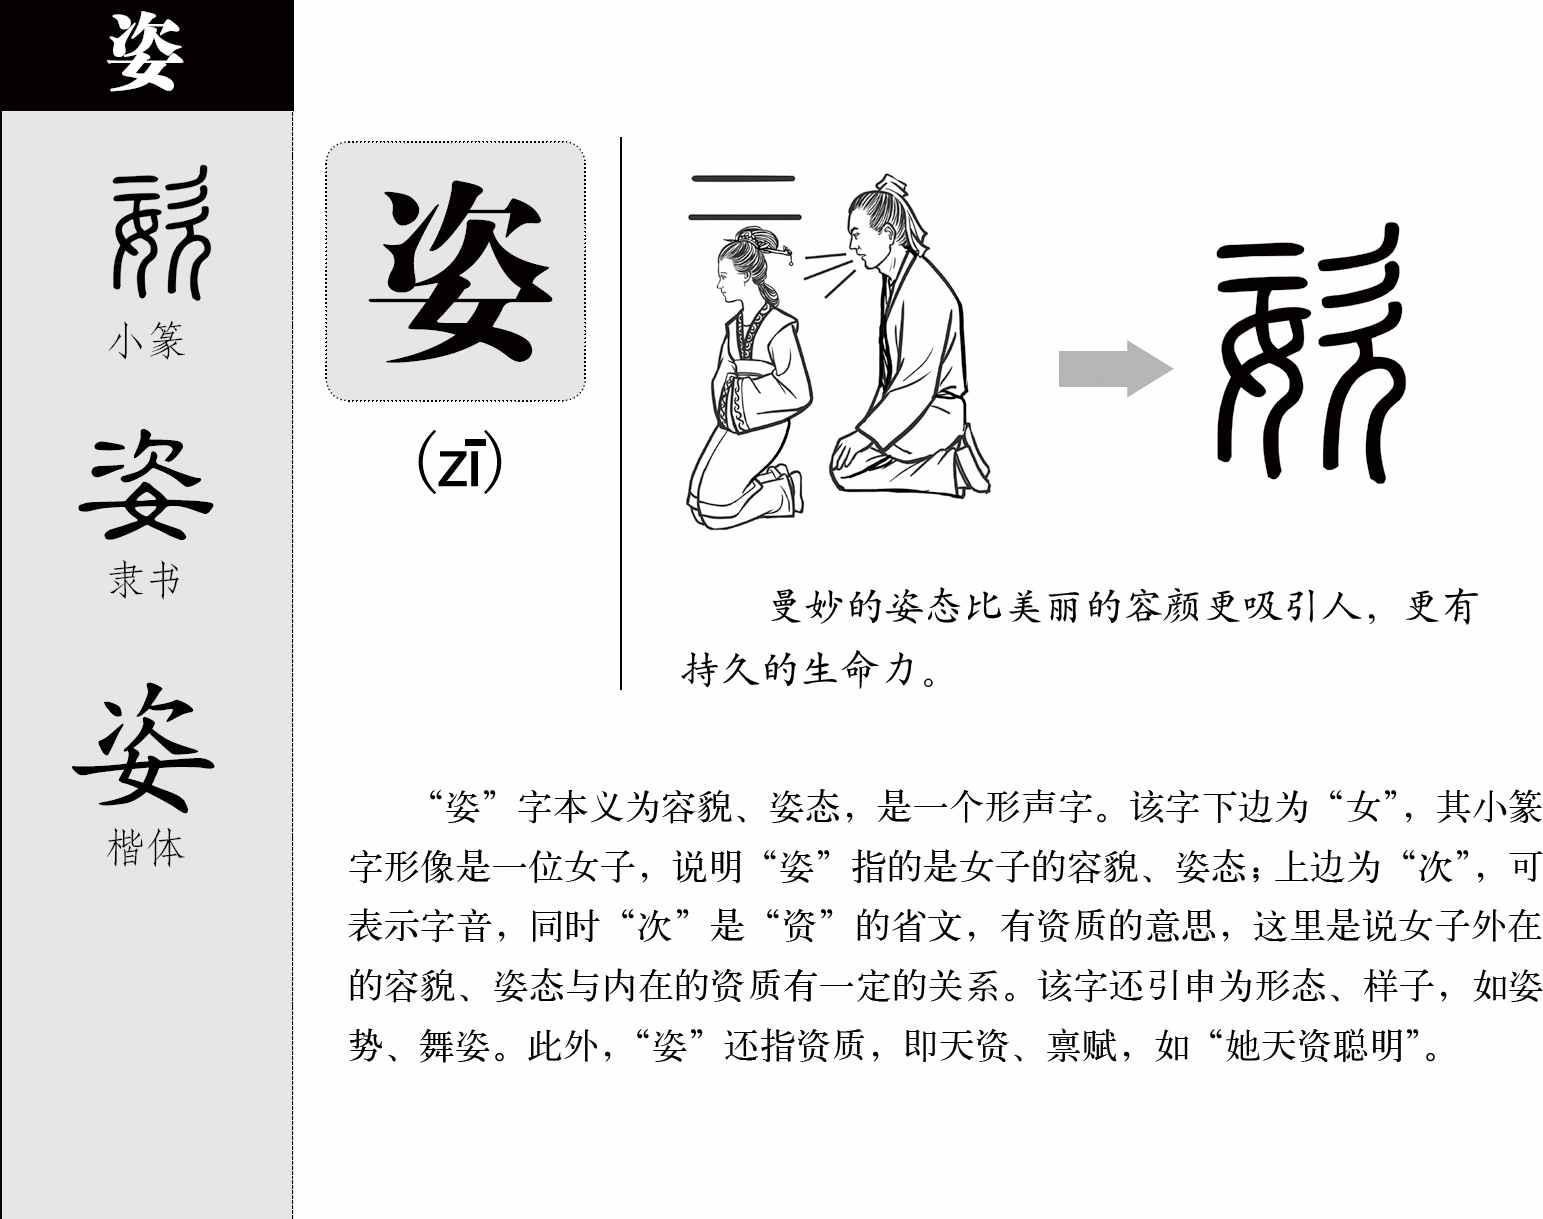 姿
姿
小篆
姿
隶书
姿
楷体
姿
(zī)
姿
曼妙的姿态比美丽的容颜更吸引人，更有
持久的生命力。
“姿”字本义为容貌、姿态，是一个形声字。该字下边为“女”，其小篆
字形像是一位女子，说明“姿”指的是女子的容貌、姿态；上边为“次”，可
表示字音，同时“次”是“资”的省文，有资质的意思，这里是说女子外在
的容貌、姿态与内在的资质有一定的关系。该字还引申为形态、样子，如姿
势、舞姿。此外，“姿”还指资质，即天资、禀赋，如“她天资聪明”。